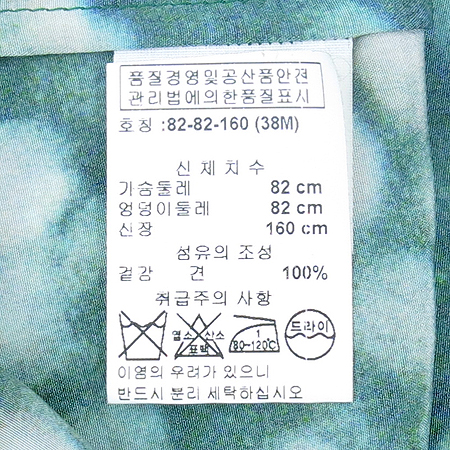 품질경영및공산품안전
관리법에의한품질표시
호칭 :82-82-160 (38M)
신 체 치 수
가슴둘레 82 cm
엉덩이둘레 82 cm
신장 160 cm
섬유의 조성
겉감 견 100%
취급주의 사항
염소 산소
표백
1
80~120℃
드라이
이염의 우려가 있으니
반드시 분리 세탁하십시오